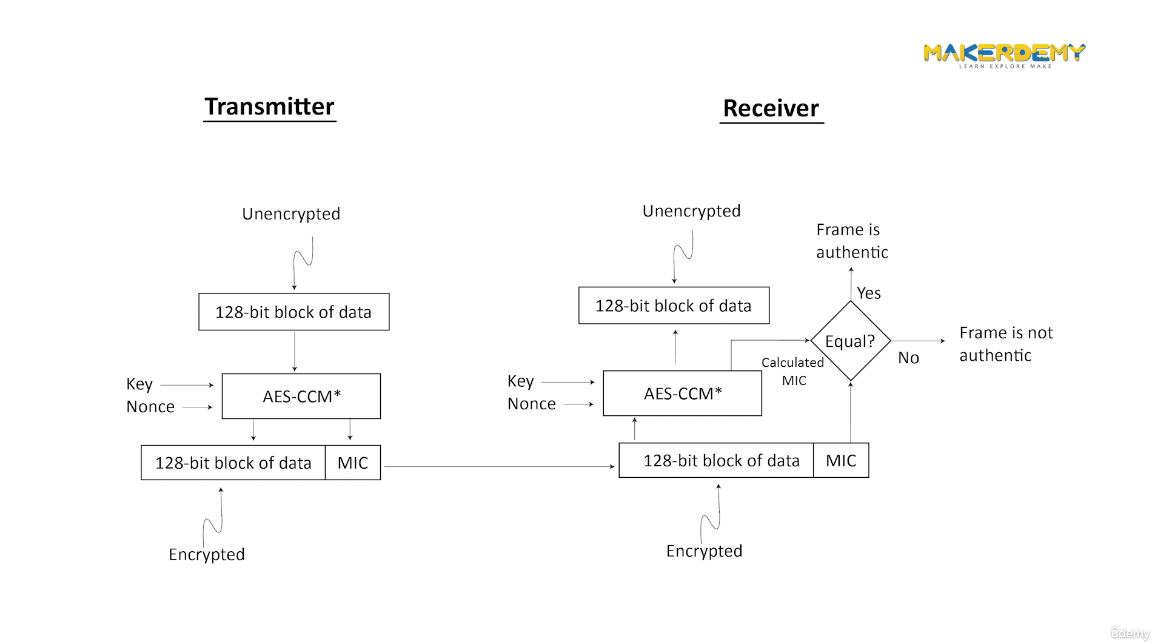 MAKERDEMY
LEARN EXPLORE MAKE
Transmitter
Receiver
Unencrypted
128-bit block of data
Key
Nonce
AES-CCM*
128-bit block of data
MIC
Encrypted
Unencrypted
128-bit block of data
Key
Nonce
AES-CCM*
Calculated
MIC
128-bit block of data
MIC
Encrypted
Frame is
authentic
Yes
Equal?
No
Frame is not
authentic
ûdemy